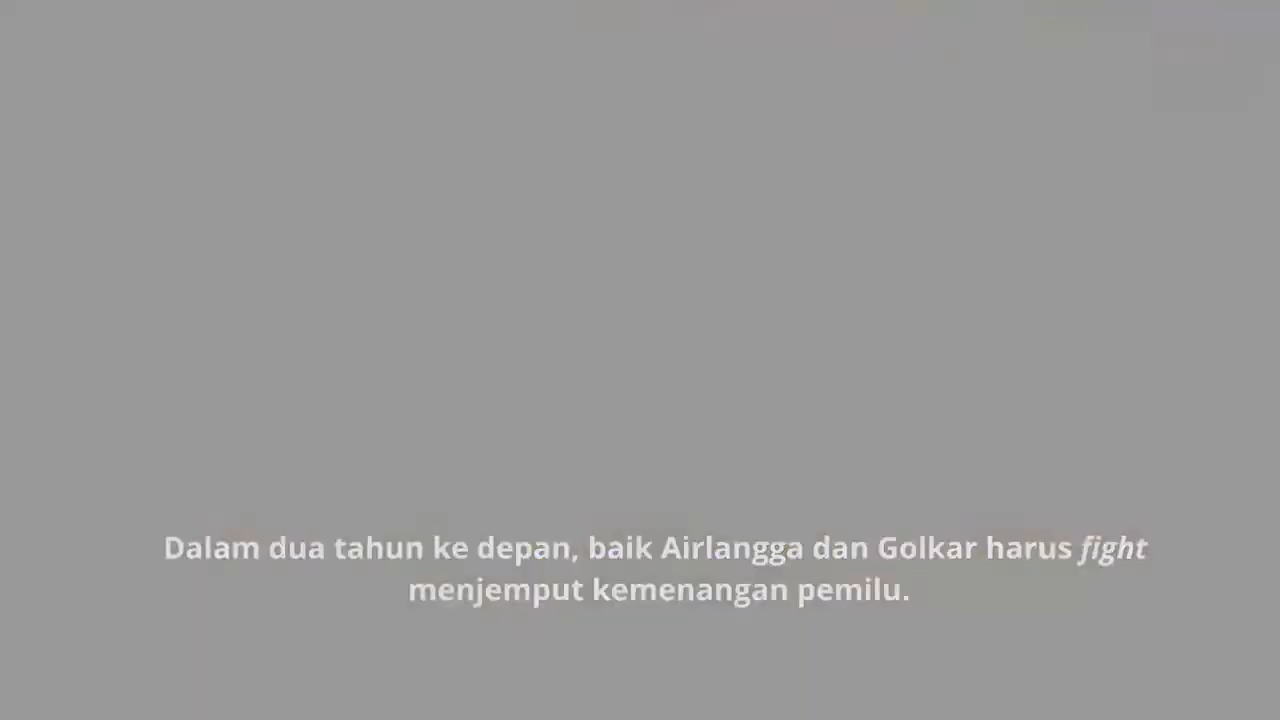 Dalam dua tahun ke depan, baik Airlangga dan Golkar harus fight
menjemput kemenangan pemilu.